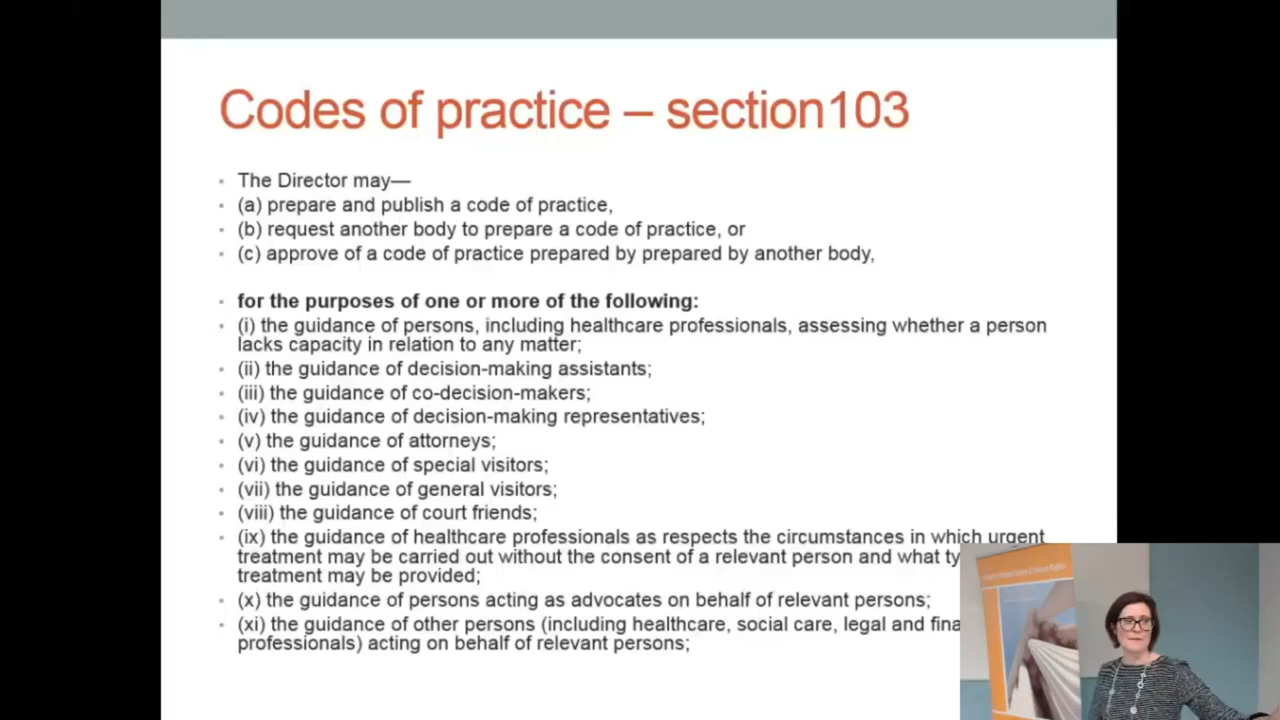 Codes of practice – section103
• The Director may—
• (a) prepare and publish a code of practice,
• (b) request another body to prepare a code of practice, or
• (c) approve of a code of practice prepared by prepared by another body,
• for the purposes of one or more of the following:
• (i) the guidance of persons, including healthcare professionals, assessing whether a person
lacks capacity in relation to any matter;
• (ii) the guidance of decision-making assistants;
• (iii) the guidance of co-decision-makers;
• (iv) the guidance of decision-making representatives;
• (v) the guidance of attorneys;
• (vi) the guidance of special visitors;
• (vii) the guidance of general visitors;
• (viii) the guidance of court friends;
• (ix) the guidance of healthcare professionals as respects the circumstances in which urgent
treatment may be carried out without the consent of a relevant person and what ty
treatment may be provided;
• (x) the guidance of persons acting as advocates on behalf of relevant persons;
• (xi) the guidance of other persons (including healthcare, social care, legal and fina
professionals) acting on behalf of relevant persons;